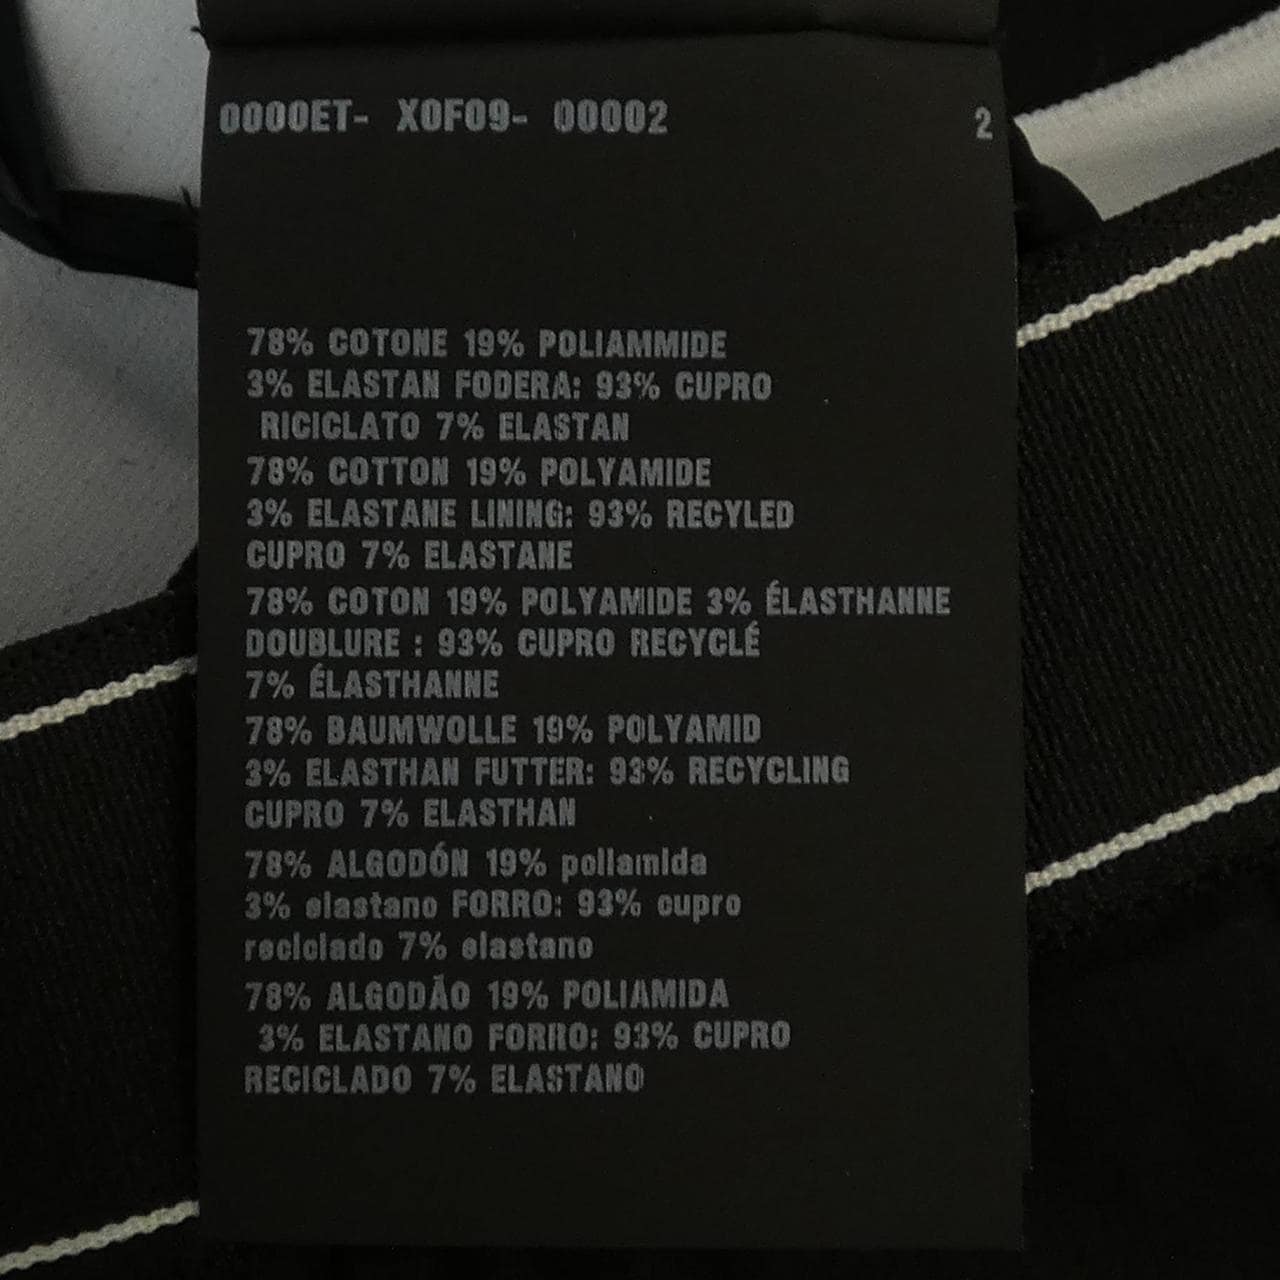 0000ET- X0F09- 00002 2
78% COTONE 19% POLIAMMIDE
3% ELASTAN FODERA: 93% CUPRO
RICICLATO 7% ELASTAN
78% COTTON 19% POLYAMIDE
3% ELASTANE LINING: 93% RECYLED
CUPRO 7% ELASTANE
78% COTON 19% POLYAMIDE 3% ÉLASTHANNE
DOUBLURE : 93% CUPRO RECYCLÉ
7% ÉLASTHANNE
78% BAUMWOLLE 19% POLYAMID
3% ELASTHAN FUTTER: 93% RECYCLING
CUPRO 7% ELASTHAN
78% ALGODÓN 19% poliamida
3% elastano FORRO: 93% cupro
reciclado 7% elastano
78% ALGODÃO 19% POLIAMIDA
3% ELASTANO FORRO: 93% CUPRO
RECICLADO 7% ELASTANO